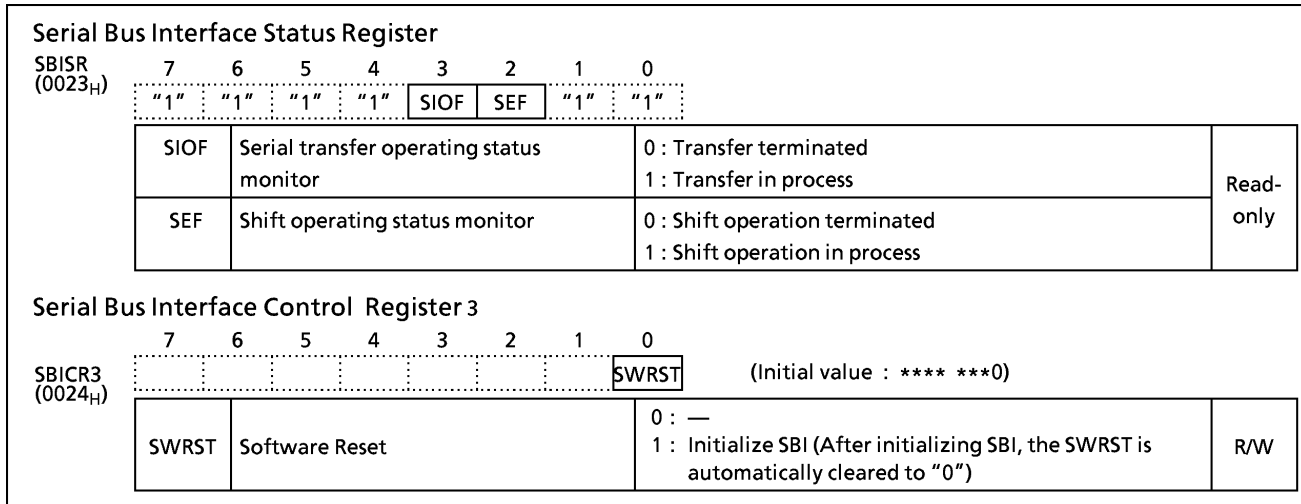 Serial Bus Interface Status Register
SBISR
(0023H)
7 6 5 4 3 2 1 0
“1” “1” “1” “1” SIOF SEF “1” “1”
SIOF Serial transfer operating status monitor
0 : Transfer terminated
1 : Transfer in process
SEF Shift operating status monitor
0 : Shift operation terminated
1 : Shift operation in process
Read-only
Serial Bus Interface Control Register 3
7 6 5 4 3 2 1 0
SBICR3
(0024H)
SWRST (Initial value : **** ***0)
SWRST Software Reset
0 : —
1 : Initialize SBI (After initializing SBI, the SWRST is
automatically cleared to “0”)
R/W